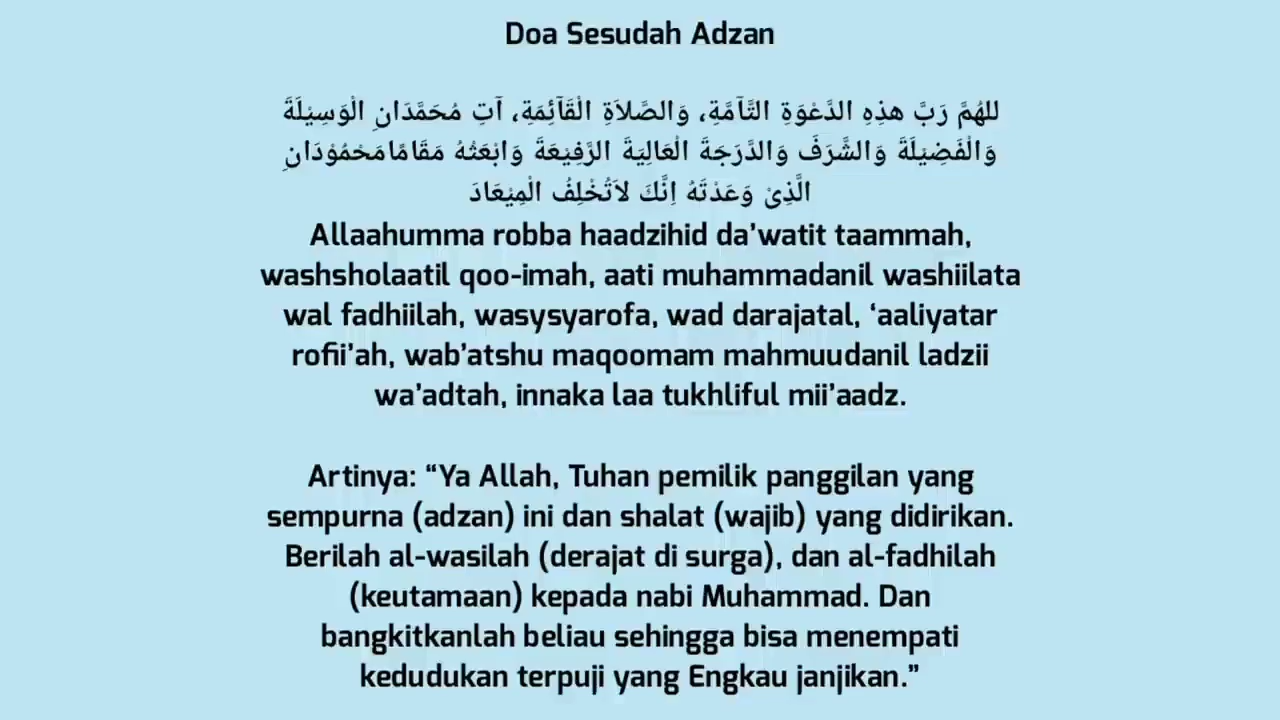 Doa Sesudah Adzan
للهُمَّ رَبَّ هذِهِ الدَّعْوَةِ التَّآمَّةِ، وَالصَّلاَةِ الْقَآئِمَةِ، آتِ مُحَمَّدَانِ الْوَسِيْلَةَ
وَالْفَضِيْلَةَ وَالشَّرَفَ وَالدَّرَجَةَ الْعَالِيَةَ الرَّفِيْعَةَ وَابْعَثْهُ مَقَامًامَحْمُوْدَانِ
الَّذِىْ وَعَدْتَهُ اِنَّكَ لاَتُخْلِفُ الْمِيْعَادَ
Allaahumma robba haadzihid da’watit taammah,
washsholaatil qoo-imah, aati muhammadanil washiilata
wal fadhiilah, wasysyarofa, wad darajatal, ‘aaliyatar
rofii’ah, wab’atshu maqoomam mahmuudanil ladzii
wa’adtah, innaka laa tukhliful mii’aadz.
Artinya: “Ya Allah, Tuhan pemilik panggilan yang
sempurna (adzan) ini dan shalat (wajib) yang didirikan.
Berilah al-wasilah (derajat di surga), dan al-fadhilah
(keutamaan) kepada nabi Muhammad. Dan
bangkitkanlah beliau sehingga bisa menempati
kedudukan terpuji yang Engkau janjikan.”